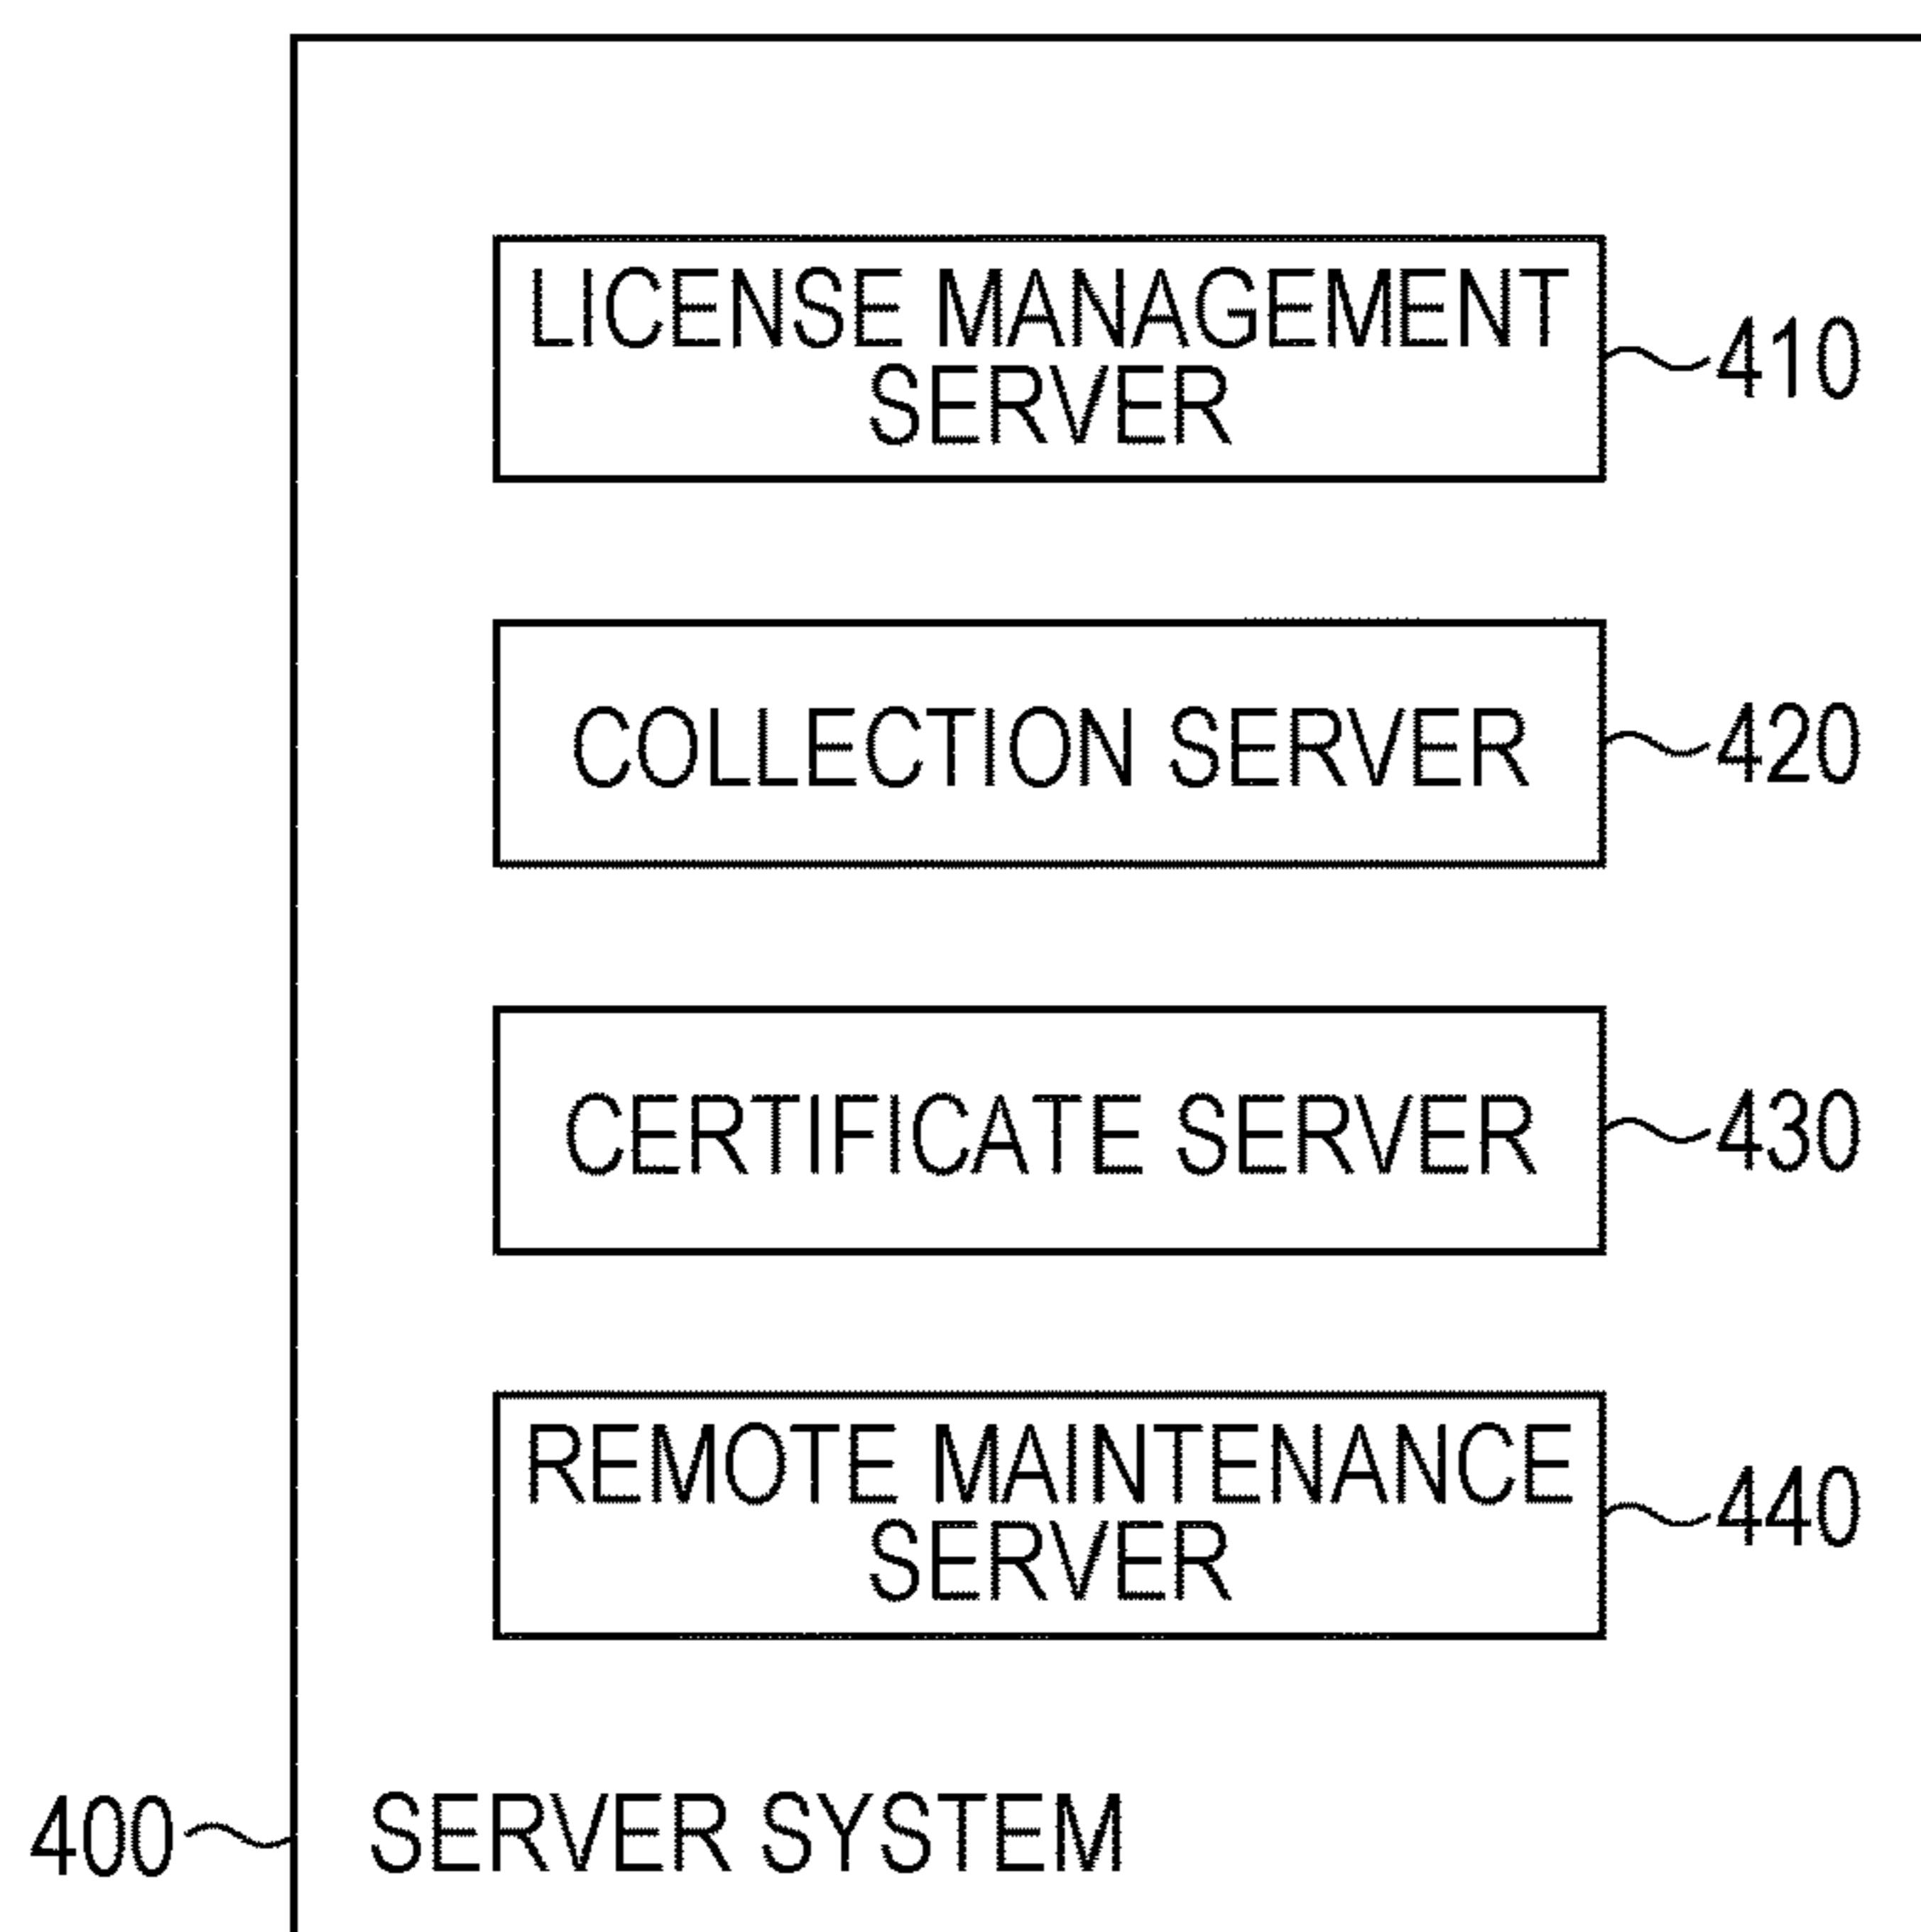 LICENSE MANAGEMENT
SERVER
410
COLLECTION SERVER
420
CERTIFICATE SERVER
430
REMOTE MAINTENANCE
SERVER
440
400
SERVER SYSTEM